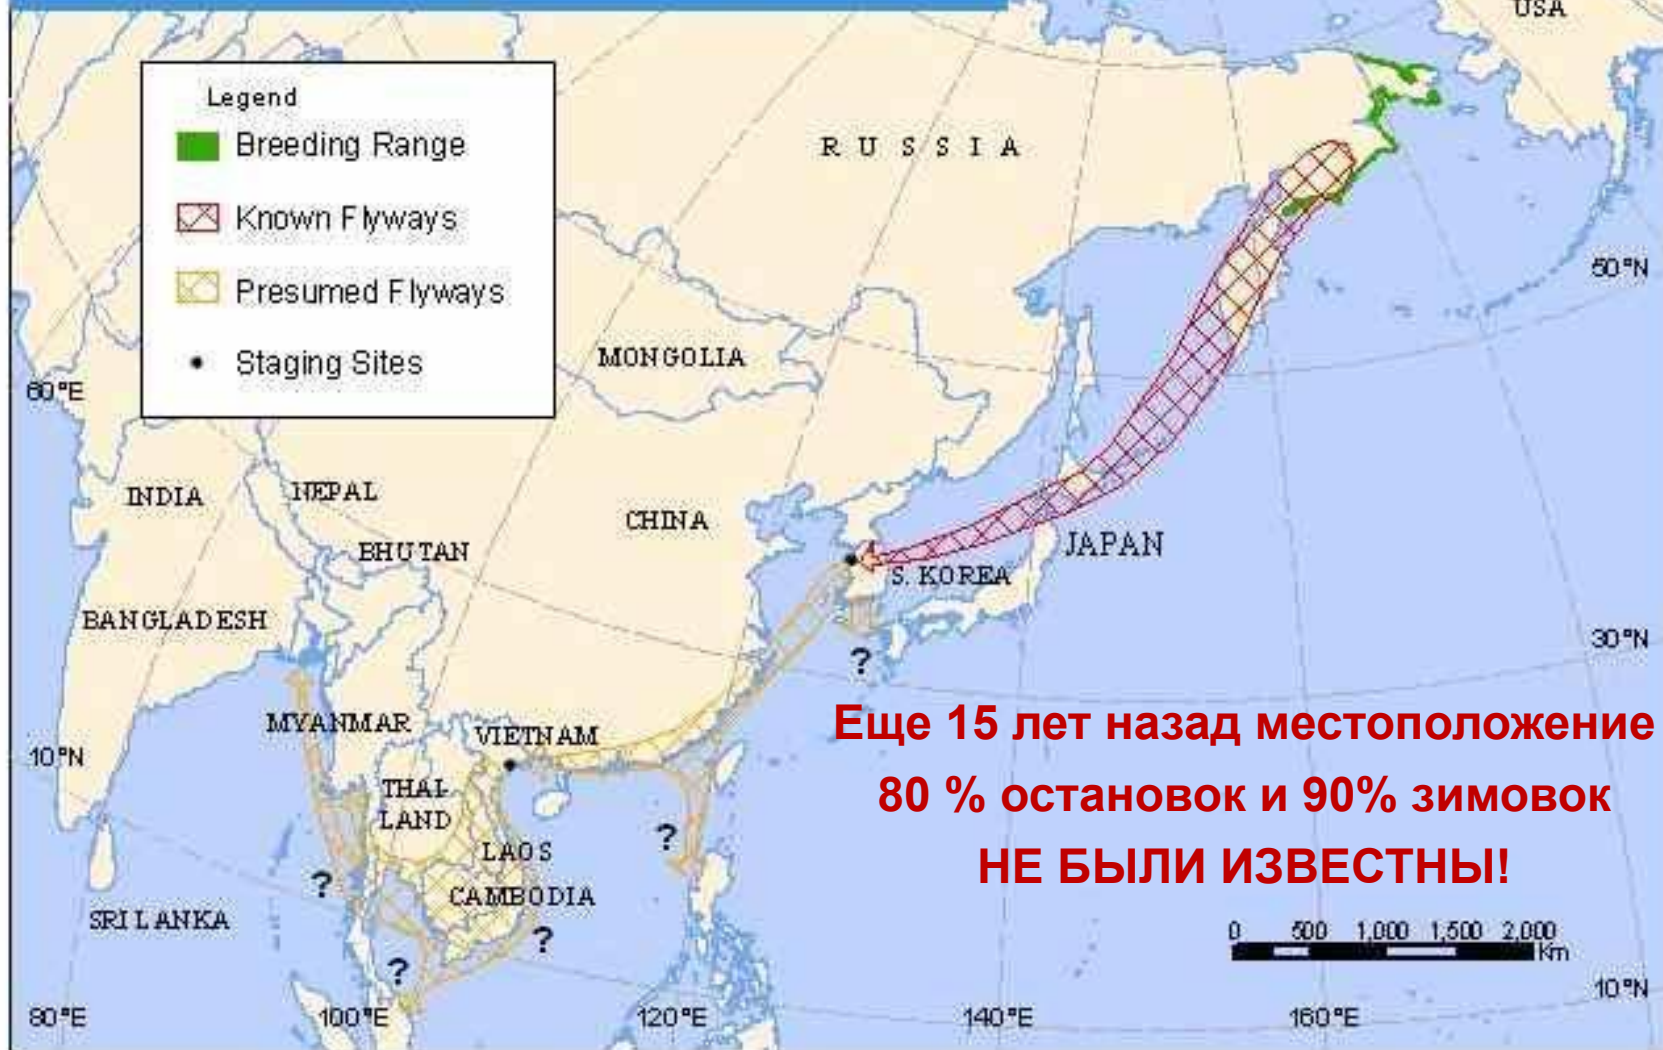 USA
Legend
Breeding Range
Known Flyways
Presumed Flyways
Staging Sites
RUSSIA
50°N
MONGOLIA
60°E
INDIA
NEPAL
CHINA
BHUTAN
JAPAN
S. KOREA
BANGLADESH
30°N
?
MYANMAR
VIETNAM
Еще 15 лет назад местоположение
10°N
THAI-
LAND
80 % остановок и 90% зимовок
?
LAOS
НЕ БЫЛИ ИЗВЕСТНЫ!
?
CAMBODIA
SRI LANKA
?
0 500 1,000 1,500 2,000
Km
?
10°N
80°E
100°E
120°E
140°E
160°E